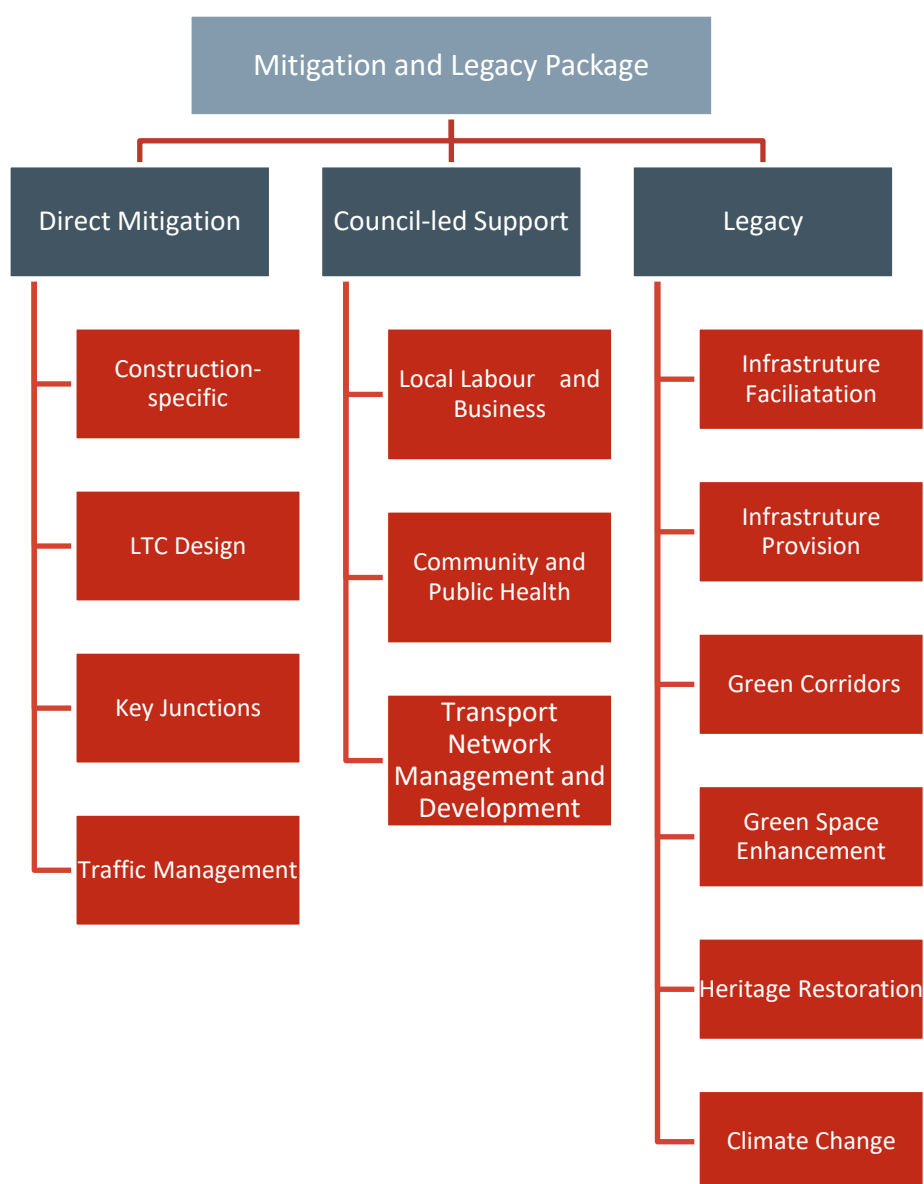 Mitigation and Legacy Package
Direct Mitigation
Construction-
specific
LTC Design
Key Junctions
Traffic Management
Council-led Support
Local Labour and
Business
Community and
Public Health
Transport
Network
Management and
Development
Legacy
Infrastruture
Faciliatation
Infrastruture
Provision
Green Corridors
Green Space
Enhancement
Heritage Restoration
Climate Change